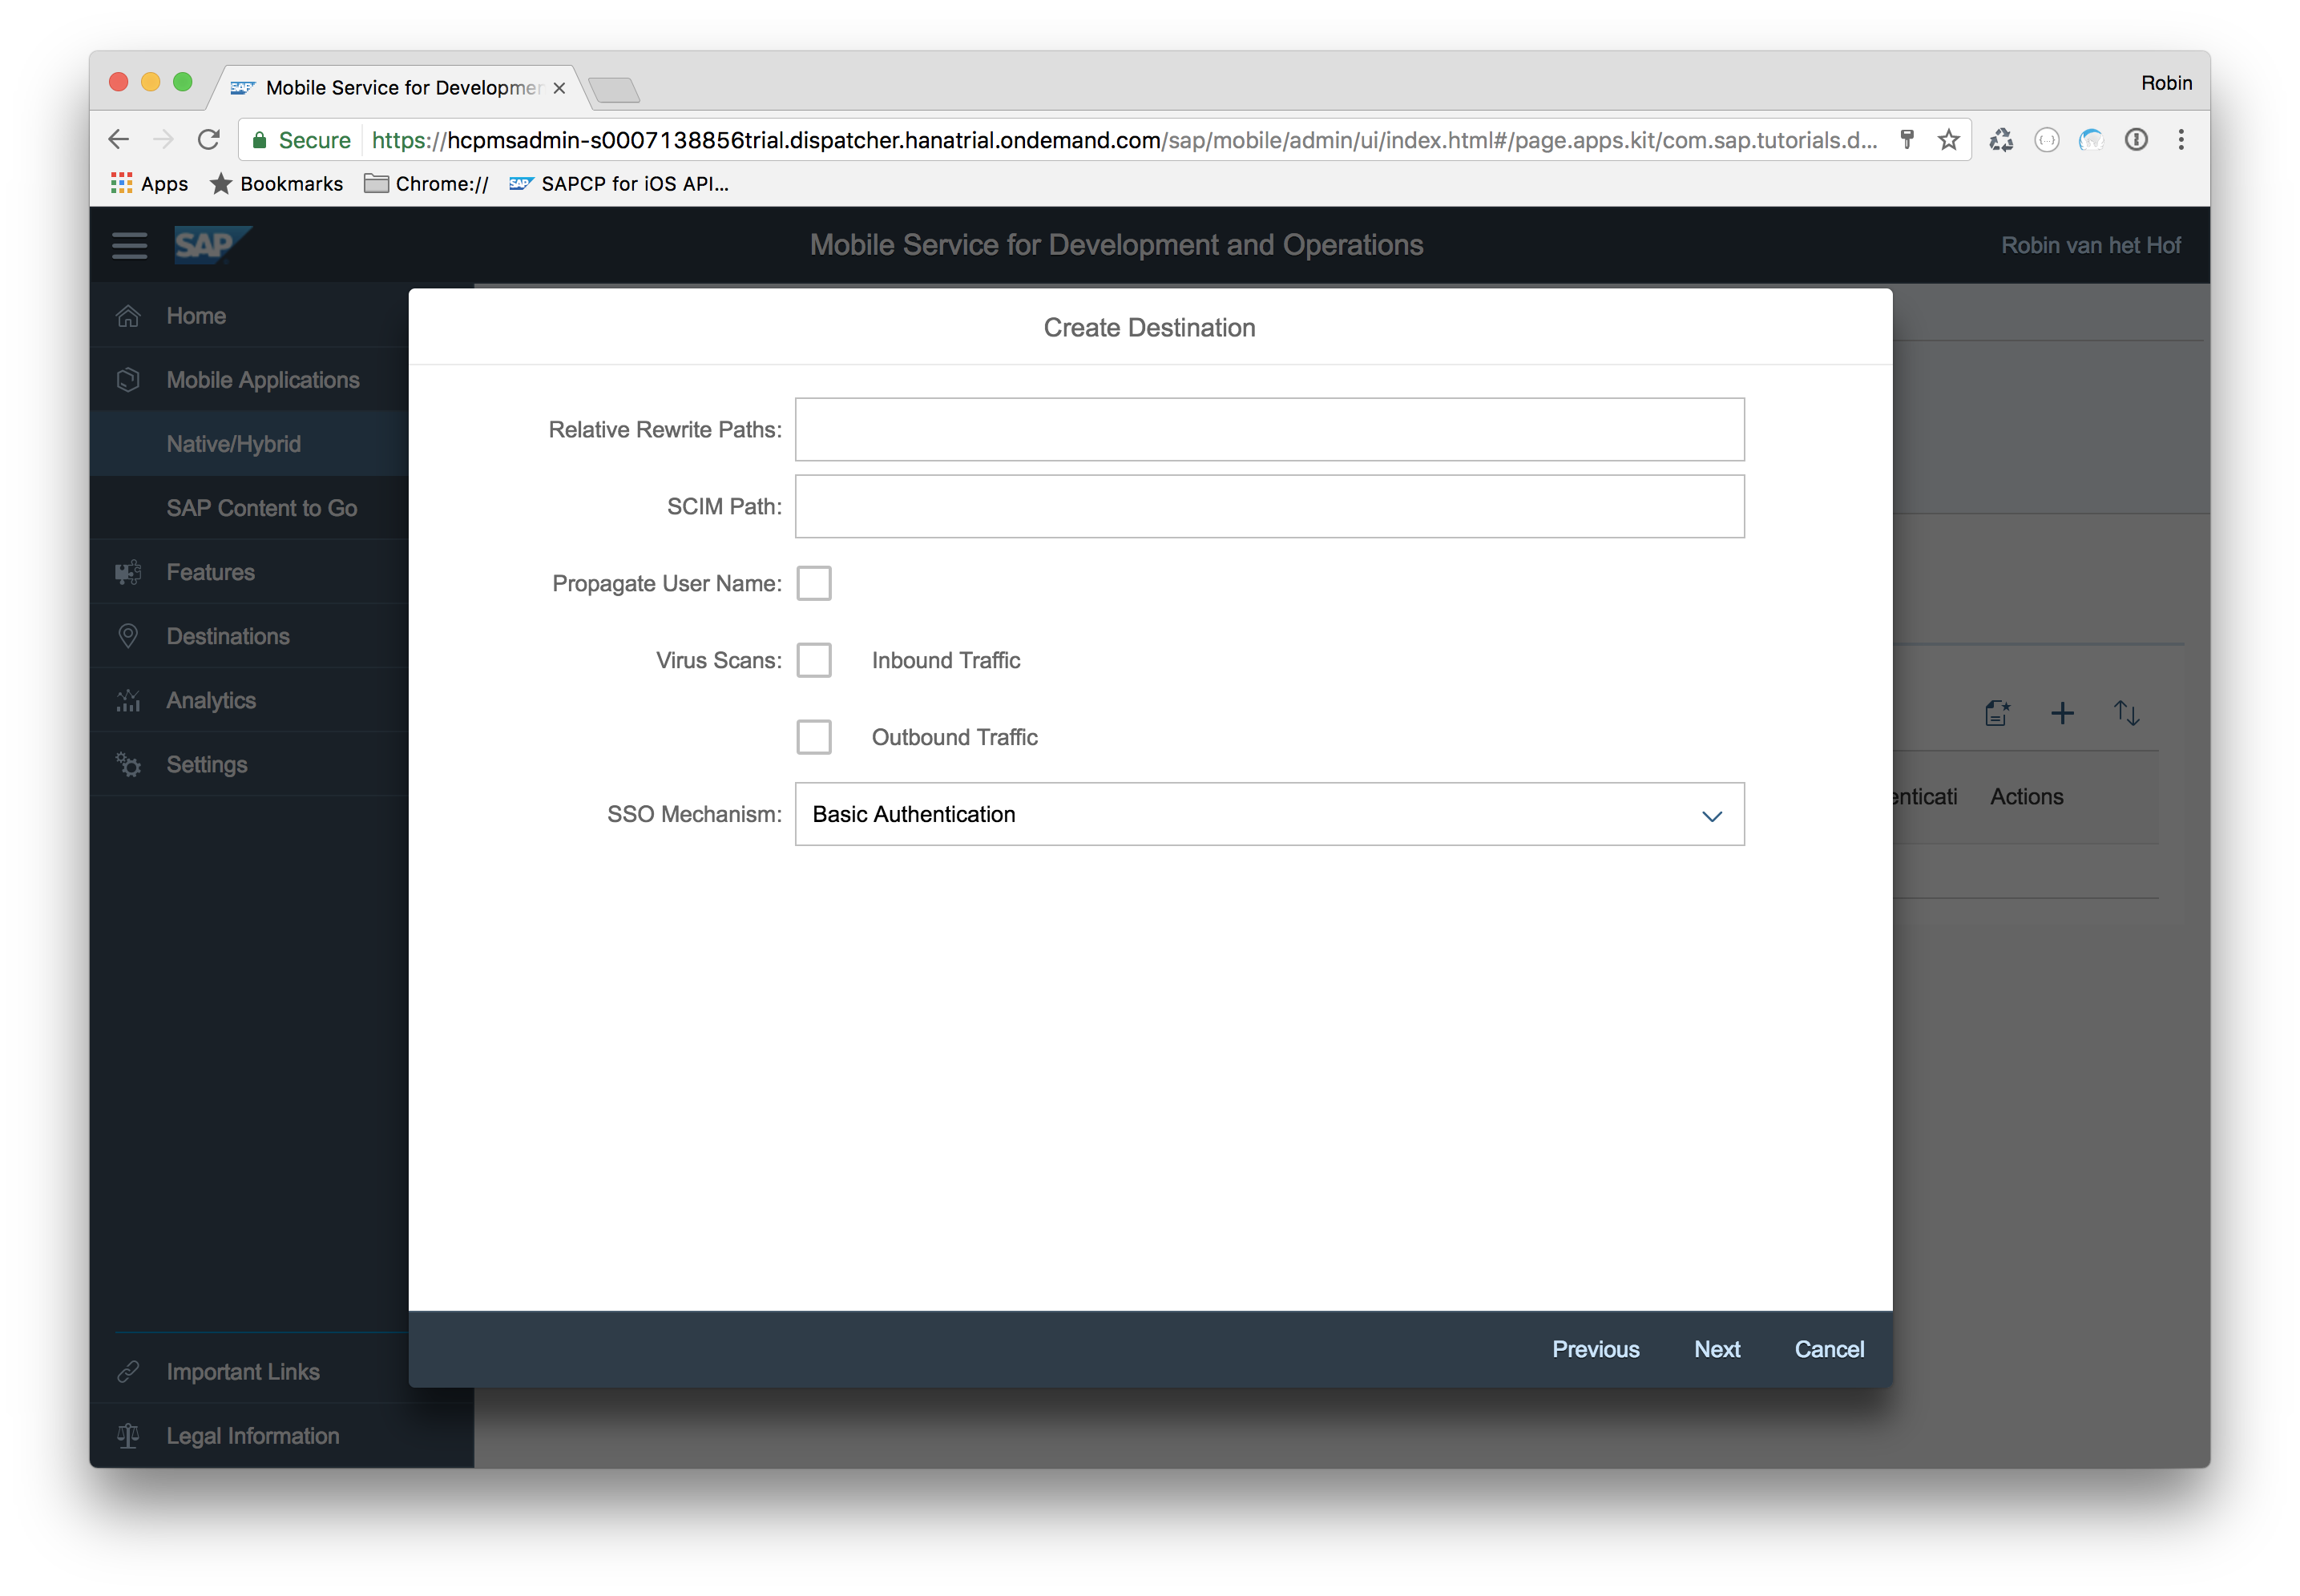 Mobile Service for Developmen
Robin
Secure https://hcpmsadmin-s0007138856trial.dispatcher.hanatrial.ondemand.com/sap/mobile/admin/ui/index.html#/page.apps.kit/com.sap.tutorials.d...
Apps Bookmarks Chrome:// SAP SAPCP for iOS API...
SAP Mobile Service for Development and Operations Robin van het Hof
Home
Mobile Applications
Native/Hybrid
SAP Content to Go
Features
Destinations
Analytics
Settings
Important Links
Legal Information
Create Destination
Relative Rewrite Paths:
SCIM Path:
Propagate User Name:
Virus Scans: Inbound Traffic
Outbound Traffic
SSO Mechanism: Basic Authentication
enticati Actions
Previous Next Cancel